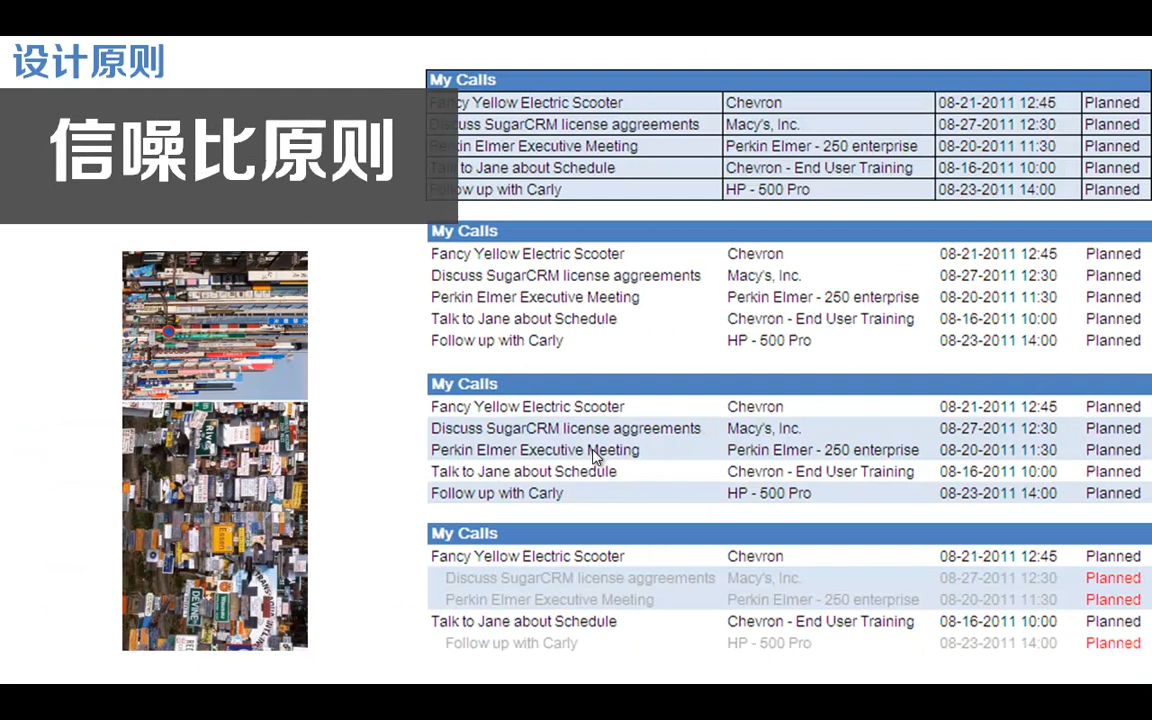 设计原则
信噪比原则
My Calls
Fancy Yellow Electric Scooter Chevron 08-21-2011 12:45 Planned
Discuss SugarCRM license aggreements Macy's, Inc. 08-27-2011 12:30 Planned
Perkin Elmer Executive Meeting Perkin Elmer - 250 enterprise 08-20-2011 11:30 Planned
Talk to Jane about Schedule Chevron - End User Training 08-16-2011 10:00 Planned
Follow up with Carly HP - 500 Pro 08-23-2011 14:00 Planned
My Calls
Fancy Yellow Electric Scooter Chevron 08-21-2011 12:45 Planned
Discuss SugarCRM license aggreements Macy's, Inc. 08-27-2011 12:30 Planned
Perkin Elmer Executive Meeting Perkin Elmer - 250 enterprise 08-20-2011 11:30 Planned
Talk to Jane about Schedule Chevron - End User Training 08-16-2011 10:00 Planned
Follow up with Carly HP - 500 Pro 08-23-2011 14:00 Planned
My Calls
Fancy Yellow Electric Scooter Chevron 08-21-2011 12:45 Planned
Discuss SugarCRM license aggreements Macy's, Inc. 08-27-2011 12:30 Planned
Perkin Elmer Executive Meeting Perkin Elmer - 250 enterprise 08-20-2011 11:30 Planned
Talk to Jane about Schedule Chevron - End User Training 08-16-2011 10:00 Planned
Follow up with Carly HP - 500 Pro 08-23-2011 14:00 Planned
My Calls
Fancy Yellow Electric Scooter Chevron 08-21-2011 12:45 Planned
Discuss SugarCRM license aggreements Macy's, Inc. 08-27-2011 12:30 Planned
Perkin Elmer Executive Meeting Perkin Elmer - 250 enterprise 08-20-2011 11:30 Planned
Talk to Jane about Schedule Chevron - End User Training 08-16-2011 10:00 Planned
Follow up with Carly HP - 500 Pro 08-23-2011 14:00 Planned
Essen
DEVINE